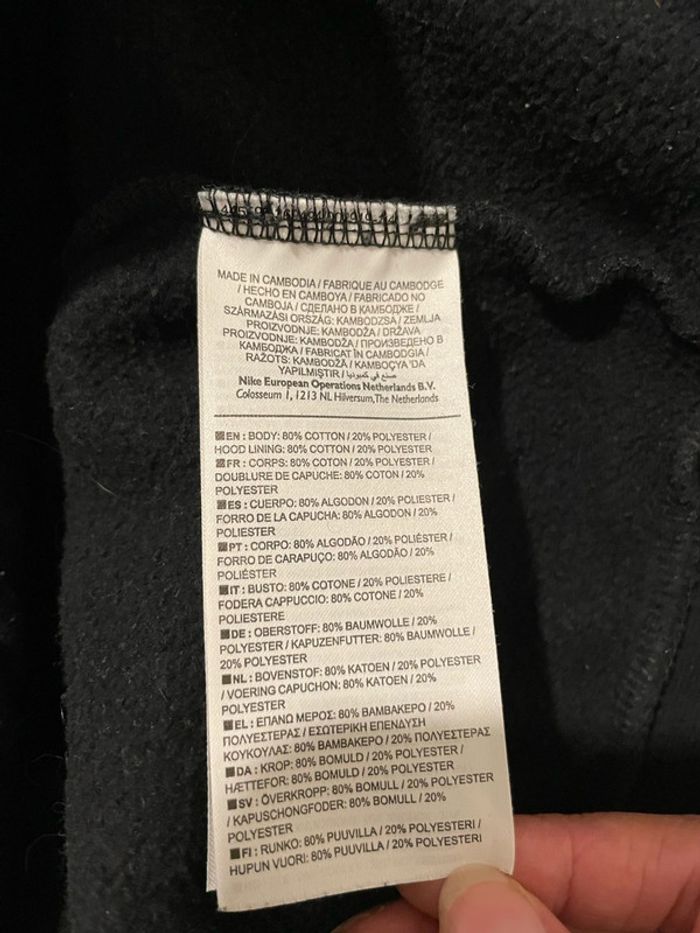 MADE IN CAMBODIA / FABRIQUE AU CAMBODGE
/ HECHO EN CAMBOYA / FABRICADO NO
CAMBOJA / СДЕЛАНО В КАМБОДЖЕ /
SZÁRMAZÁSI ORSZÁG: KAMBODZSA / ZEMLJA
PROIZVODNJE: KAMBODŽA / DRŽAVA
PROIZVODNJE: KAMBODŽA / ПРОИЗВЕДЕНО В
КАМБОДЖА / FABRICAT ÎN CAMBODGIA /
RAŽOTS: KAMBODŽĀ / KAMBOÇYA 'DA
YAPILMIŞTIR / صنع في كمبوديا
Nike European Operations Netherlands B.V.
Colosseum 1, 1213 NL Hilversum,The Netherlands
EN : BODY: 80% COTTON / 20% POLYESTER /
HOOD LINING: 80% COTTON / 20% POLYESTER
FR : CORPS: 80% COTON / 20% POLYESTER /
DOUBLURE DE CAPUCHE: 80% COTON / 20%
POLYESTER
ES : CUERPO: 80% ALGODON / 20% POLIESTER /
FORRO DE LA CAPUCHA: 80% ALGODON / 20%
POLIESTER
PT : CORPO: 80% ALGODÃO / 20% POLIÉSTER /
FORRO DE CARAPUÇO: 80% ALGODÃO / 20%
POLIÉSTER
IT : BUSTO: 80% COTONE / 20% POLIESTERE /
FODERA CAPPUCCIO: 80% COTONE / 20%
POLIESTERE
DE : OBERSTOFF: 80% BAUMWOLLE / 20%
POLYESTER / KAPUZENFUTTER: 80% BAUMWOLLE /
20% POLYESTER
NL : BOVENSTOF: 80% KATOEN / 20% POLYESTER
/ VOERING CAPUCHON: 80% KATOEN / 20%
POLYESTER
EL : ΕΠΑΝΩ ΜΕΡΟΣ: 80% ΒΑΜΒΑΚΕΡΟ / 20%
ΠΟΛΥΕΣΤΕΡΑΣ / ΕΣΩΤΕΡΙΚΗ ΕΠΕΝΔΥΣΗ
ΚΟΥΚΟΥΛΑΣ: 80% ΒΑΜΒΑΚΕΡΟ / 20% ΠΟΛΥΕΣΤΕΡΑΣ
DA : KROP: 80% BOMULD / 20% POLYESTER /
HÆTTEFOR: 80% BOMULD / 20% POLYESTER
SV : ÖVERKROPP: 80% BOMULL / 20% POLYESTER
/ KAPUSCHONGFODER: 80% BOMULL / 20%
POLYESTER
FI : RUNKO: 80% PUUVILLA / 20% POLYESTERI /
HUPUN VUORI: 80% PUUVILLA / 20% POLYESTERI